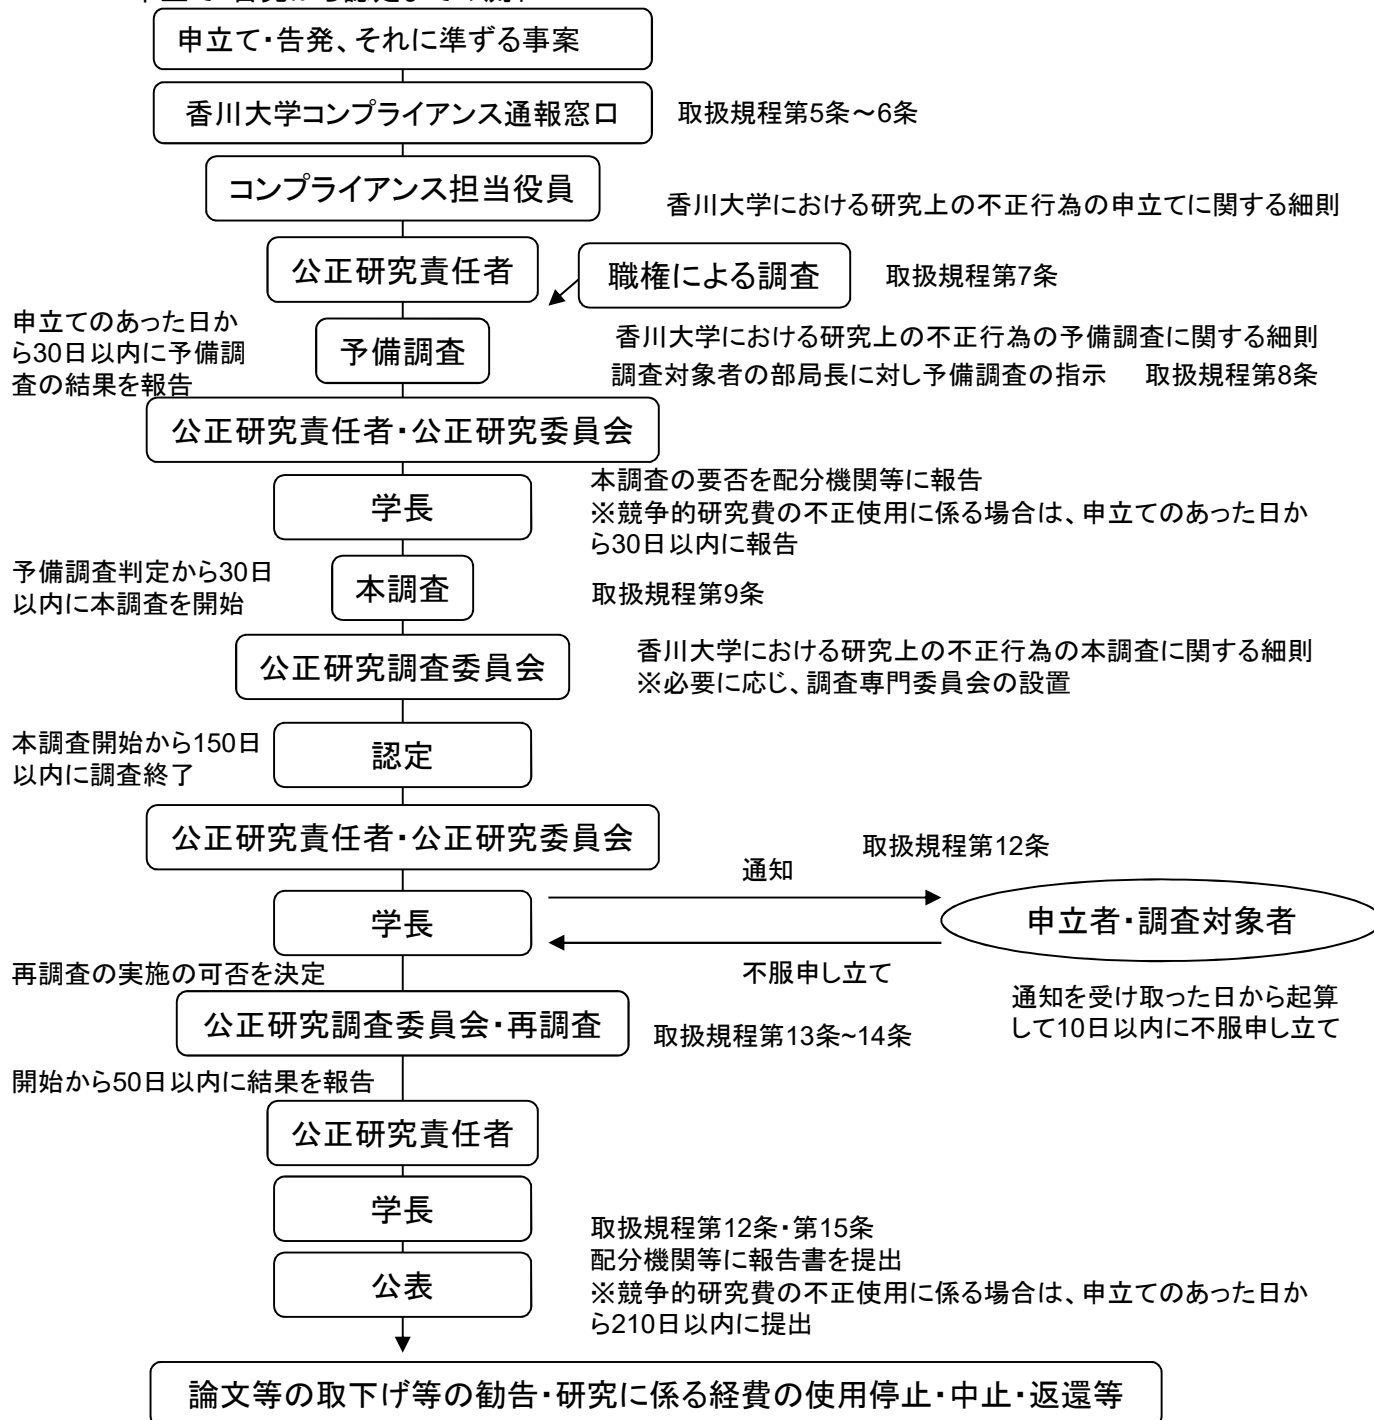 申立て・告発、それに準ずる事案
香川大学コンプライアンス通報窓口
取扱規程第5条～6条
コンプライアンス担当役員
香川大学における研究上の不正行為の申立てに関する細則
公正研究責任者
職権による調査
取扱規程第7条
申立てのあった日か
ら30日以内に予備調
査の結果を報告
予備調査
香川大学における研究上の不正行為の予備調査に関する細則
調査対象者の部局長に対し予備調査の指示 取扱規程第8条
公正研究責任者・公正研究委員会
学長
本調査の要否を配分機関等に報告
※競争的研究費の不正使用に係る場合は、申立てのあった日か
ら30日以内に報告
予備調査判定から30日
以内に本調査を開始
本調査
取扱規程第9条
公正研究調査委員会
香川大学における研究上の不正行為の本調査に関する細則
※必要に応じ、調査専門委員会の設置
本調査開始から150日
以内に調査終了
認定
公正研究責任者・公正研究委員会
取扱規程第12条
通知
学長
申立者・調査対象者
不服申し立て
再調査の実施の可否を決定
通知を受け取った日から起算
して10日以内に不服申し立て
公正研究調査委員会・再調査
取扱規程第13条~14条
開始から50日以内に結果を報告
公正研究責任者
学長
取扱規程第12条・第15条
配分機関等に報告書を提出
※競争的研究費の不正使用に係る場合は、申立てのあった日か
ら210日以内に提出
公表
論文等の取下げ等の勧告・研究に係る経費の使用停止・中止・返還等